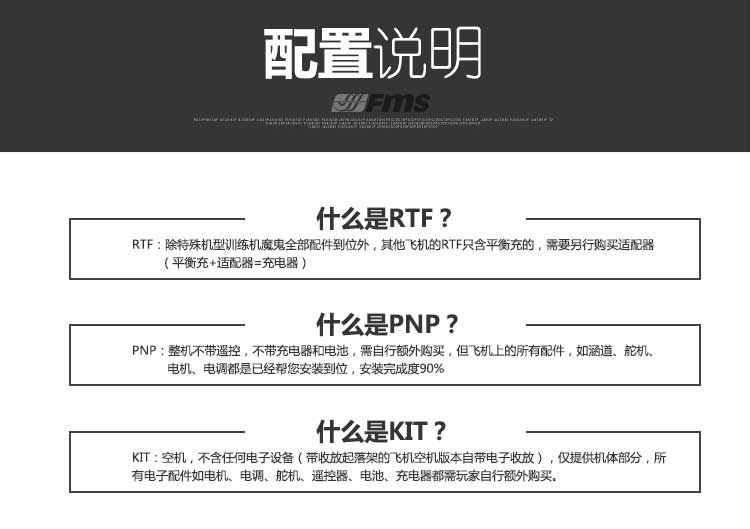 配置说明
Fms
什么是RTF？
RTF：除特殊机型训练机魔鬼全部配件到位外，其他飞机的RTF只含平衡充的，需要另行购买适配器
（平衡充+适配器=充电器）
什么是PNP？
PNP：整机不带遥控，不带充电器和电池，需自行额外购买，但飞机上的所有配件，如涵道、舵机、
电机、电调都是已经帮您安装到位，安装完成度90%
什么是KIT？
KIT：空机，不含任何电子设备（带收放起落架的飞机空机版本自带电子收放），仅提供机体部分，所
有电子配件如电机、电调、舵机、遥控器、电池、充电器都需玩家自行额外购买。